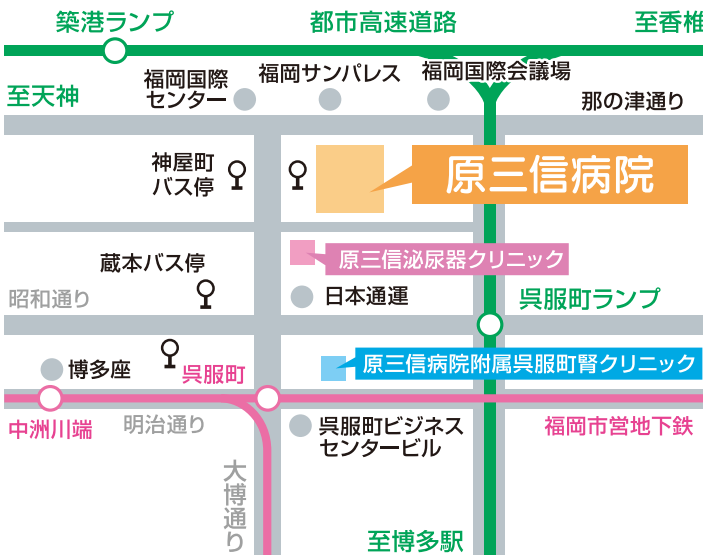 築港ランプ
都市高速道路
至香椎
至天神
福岡国際
センター
福岡サンパレス
福岡国際会議場
那の津通り
神屋町
バス停
原三信病院
蔵本バス停
原三信泌尿器クリニック
昭和通り
日本通運
呉服町ランプ
博多座
呉服町
原三信病院附属呉服町腎クリニック
中洲川端
明治通り
呉服町ビジネス
センタービル
福岡市営地下鉄
大博通り
至博多駅